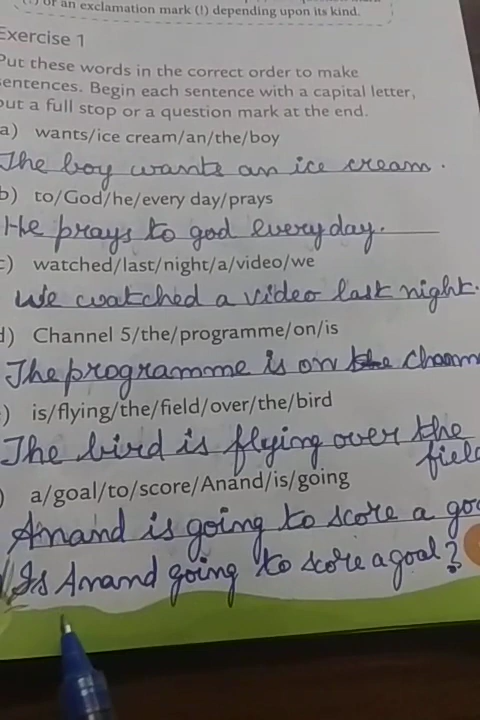 or an exclamation mark (!) depending upon its kind.
Exercise 1
Put these words in the correct order to make
sentences. Begin each sentence with a capital letter,
put a full stop or a question mark at the end.
a) wants/ice cream/an/the/boy
The boy wants an ice cream.
b) to/God/he/every day/prays
He prays to god everyday.
c) watched/last/night/a/video/we
We watched a video last night.
d) Channel 5/the/programme/on/is
The programme is on the
) is/flying/the/field/over/the/bird
The bird is flying over the
field
) a/goal/to/score/Anand/is/going
Anand is going to score a
Is Anand going to score a goal?